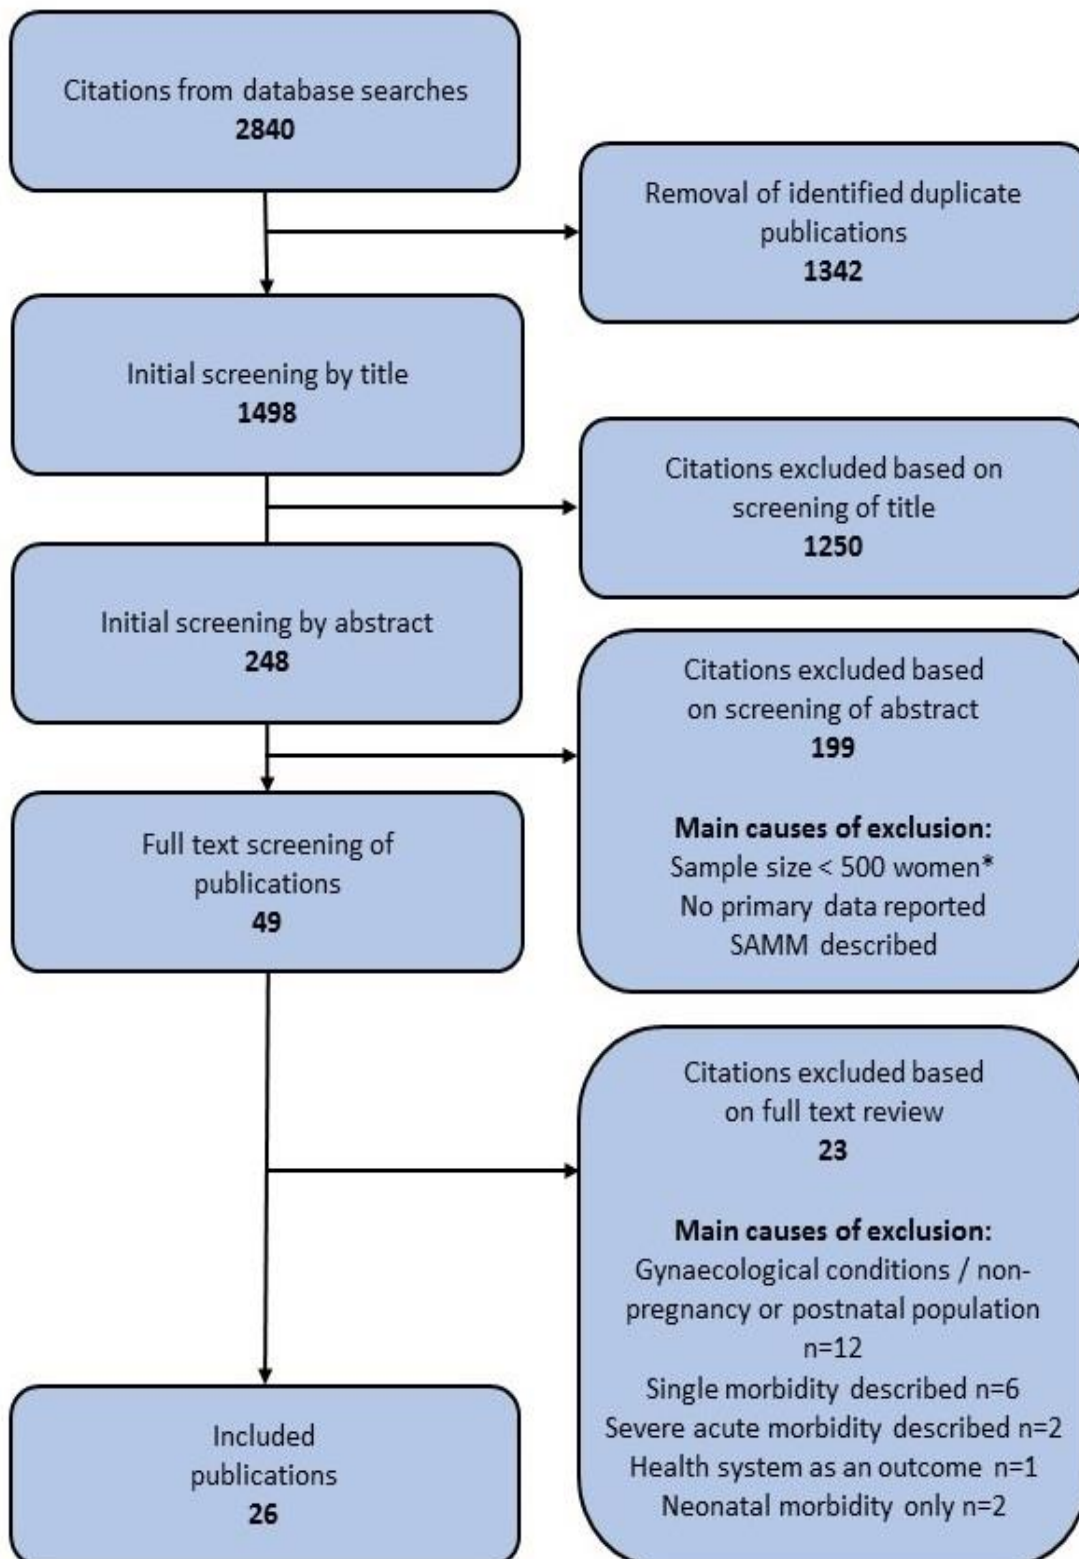 Citations from database searches
2840
Removal of identified duplicate
publications
1342
Initial screening by title
1498
Citations excluded based on
screening of title
1250
Initial screening by abstract
248
Citations excluded based
on screening of abstract
199
Main causes of exclusion:
Sample size < 500 women*
No primary data reported
SAMM described
Full text screening of
publications
49
Citations excluded based
on full text review
23
Main causes of exclusion:
Gynaecological conditions / non-
pregnancy or postnatal population
n=12
Single morbidity described n=6
Severe acute morbidity described n=2
Health system as an outcome n=1
Neonatal morbidity only n=2
Included
publications
26